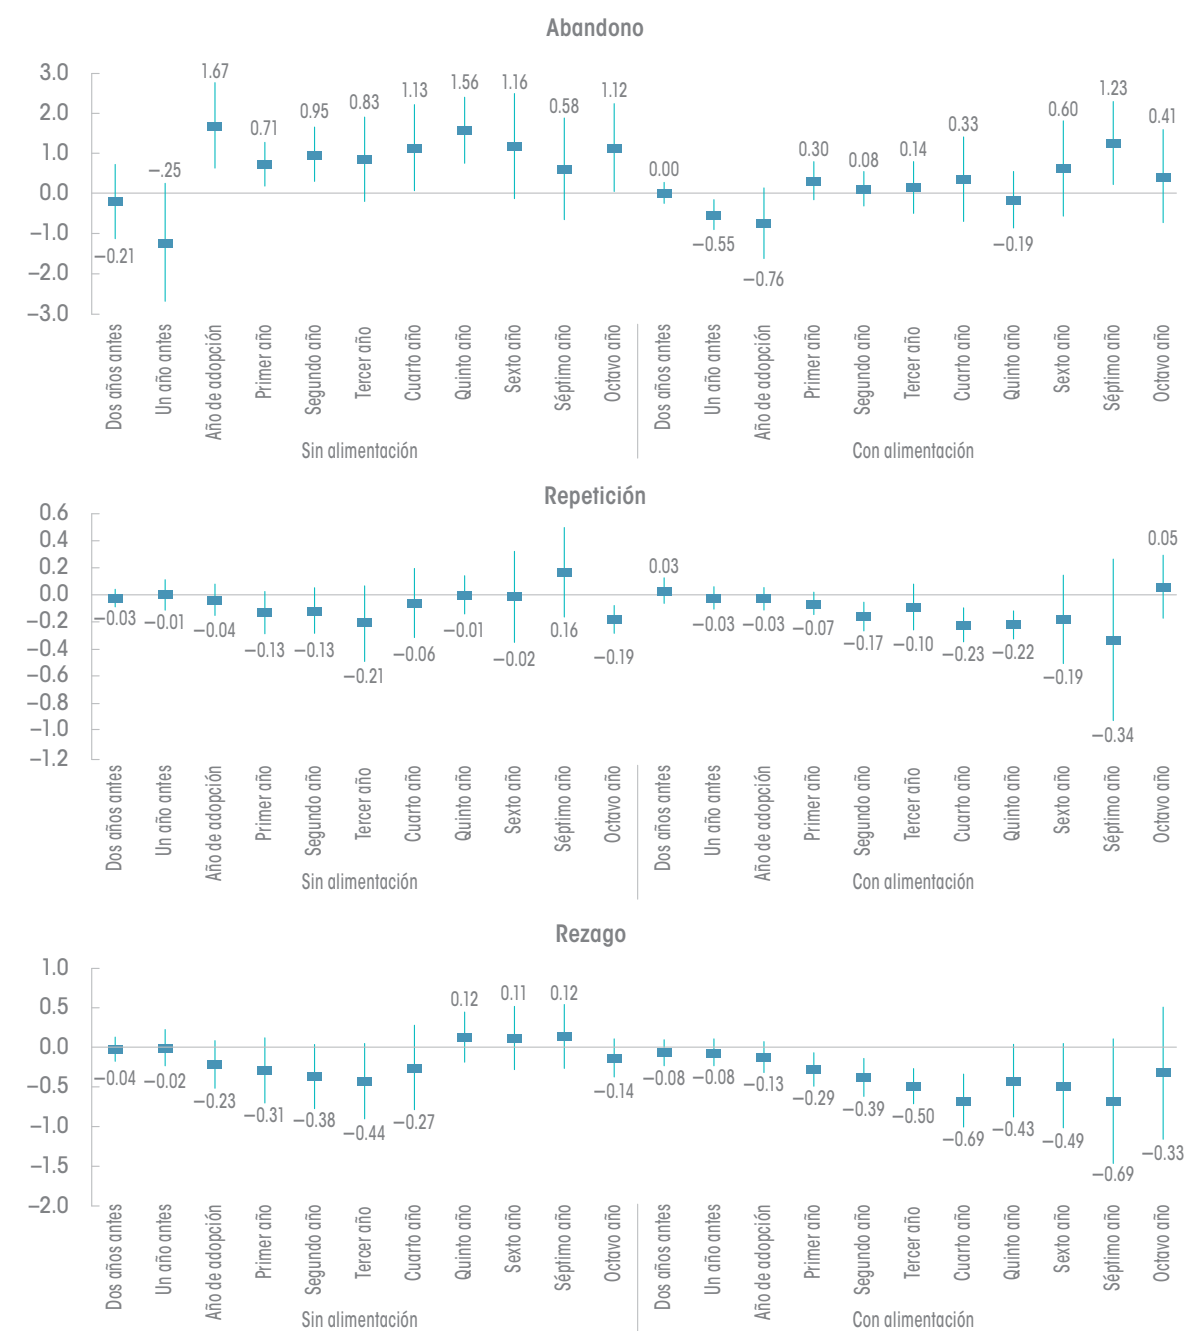 Abandono
3.0
2.0
1.0
0.0
–1.0
–2.0
–3.0
–0.21
–.25
1.67
0.71
0.95
0.83
1.13
1.56
1.16
0.58
1.12
0.00
–0.55
–0.76
0.30
0.08
0.14
0.33
–0.19
0.60
1.23
0.41
Dos años antes
Un año antes
Año de adopción
Primer año
Segundo año
Tercer año
Cuarto año
Quinto año
Sexto año
Séptimo año
Octavo año
Dos años antes
Un año antes
Año de adopción
Primer año
Segundo año
Tercer año
Cuarto año
Quinto año
Sexto año
Séptimo año
Octavo año
Sin alimentación
Con alimentación
Repetición
0.6
0.4
0.2
0.0
–0.2
–0.4
–0.6
–0.8
–1.0
–1.2
–0.03
–0.01
–0.04
–0.13
–0.13
–0.21
–0.06
–0.01
–0.02
0.16
–0.19
0.03
–0.03
–0.03
–0.07
–0.17
–0.10
–0.23
–0.22
–0.19
–0.34
0.05
Dos años antes
Un año antes
Año de adopción
Primer año
Segundo año
Tercer año
Cuarto año
Quinto año
Sexto año
Séptimo año
Octavo año
Dos años antes
Un año antes
Año de adopción
Primer año
Segundo año
Tercer año
Cuarto año
Quinto año
Sexto año
Séptimo año
Octavo año
Sin alimentación
Con alimentación
Rezago
1.0
0.5
0.0
–0.5
–1.0
–1.5
–2.0
–0.04
–0.02
–0.23
–0.31
–0.38
–0.44
–0.27
0.12
0.11
0.12
–0.14
–0.08
–0.08
–0.13
–0.29
–0.39
–0.50
–0.69
–0.43
–0.49
–0.69
–0.33
Dos años antes
Un año antes
Año de adopción
Primer año
Segundo año
Tercer año
Cuarto año
Quinto año
Sexto año
Séptimo año
Octavo año
Dos años antes
Un año antes
Año de adopción
Primer año
Segundo año
Tercer año
Cuarto año
Quinto año
Sexto año
Séptimo año
Octavo año
Sin alimentación
Con alimentación